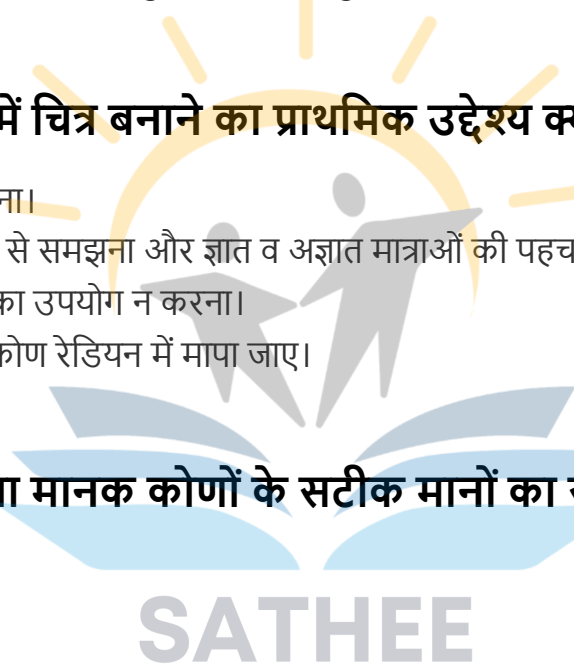 में चित्र बनाने का प्राथमिक उद्देश्य
ना।
से समझना और ज्ञात व अज्ञात मात्राओं की पहच
का उपयोग न करना।
कोण रेडियन में मापा जाए।
मानक कोणों के सटीक मानों का
SATHEE